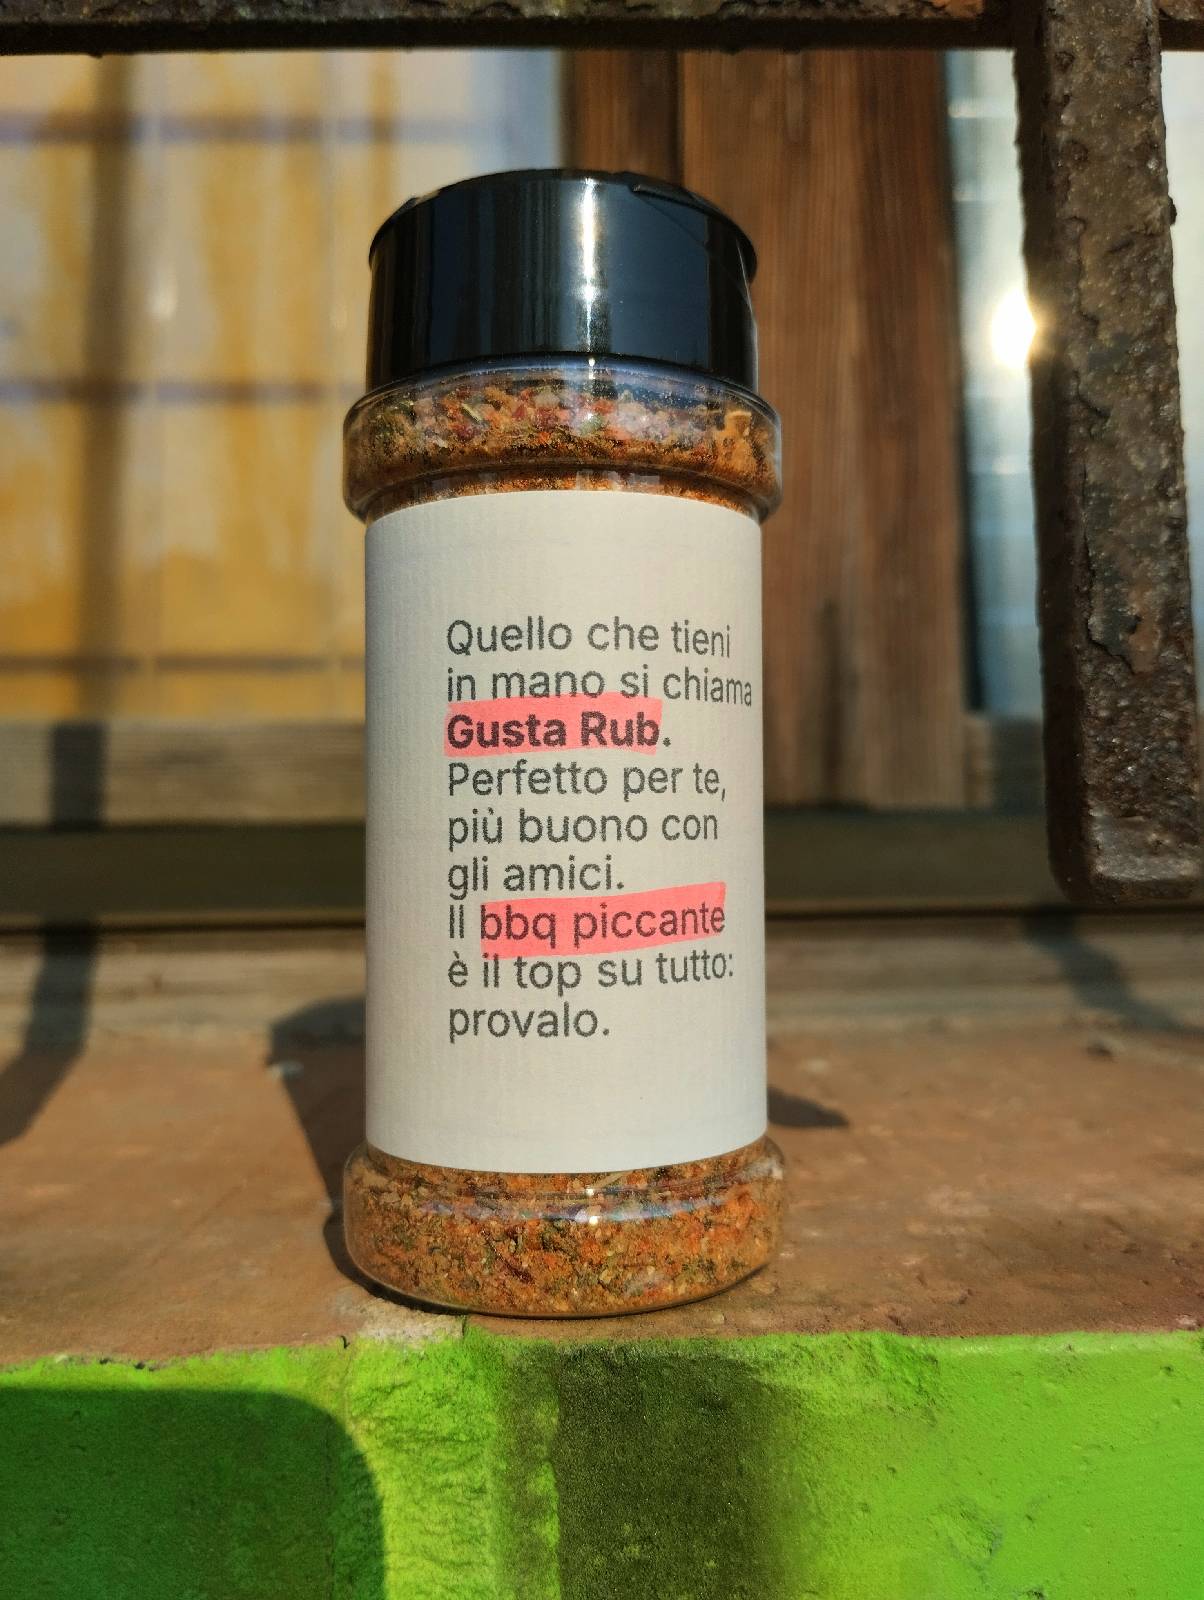 Quello che tieni
in mano si chiama
Gusta Rub.
Perfetto per te,
più buono con
gli amici.
Il bbq piccante
è il top su tutto:
provalo.